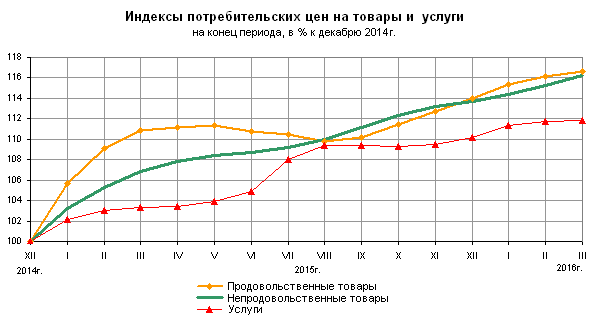 Индексы потребительских цен на товары и услуги
на конец периода, в % к декабрю 2014г.
118
116
114
112
110
108
106
104
102
100
XII I II III IV V VI VII VIII IX X XI XII I II III
2014г. 2015г. 2016г.
Продовольственные товары
Непродовольственные товары
Услуги